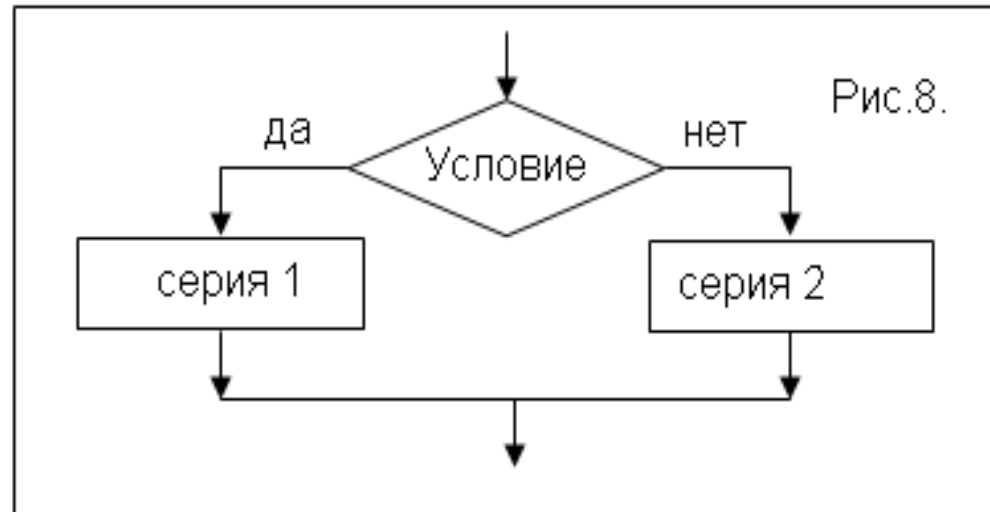 Рис.8.
да
нет
Условие
серия 1
серия 2